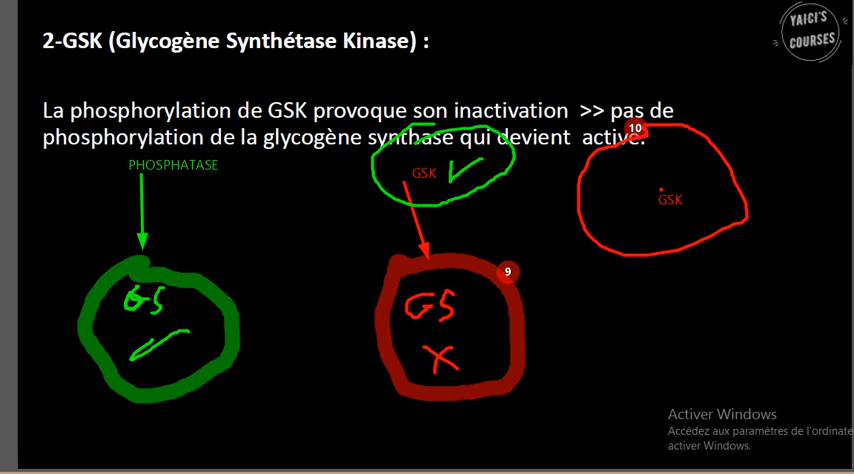 YAICI'S
COURSES
2-GSK (Glycogène Synthétase Kinase) :
La phosphorylation de GSK provoque son inactivation >> pas de
phosphorylation de la glycogène synthase qui devient active.
10
PHOSPHATASE
GSK
GSK
9
GS
GS
X
Activer Windows
Accédez aux paramètres de l'ordinate
activer Windows.